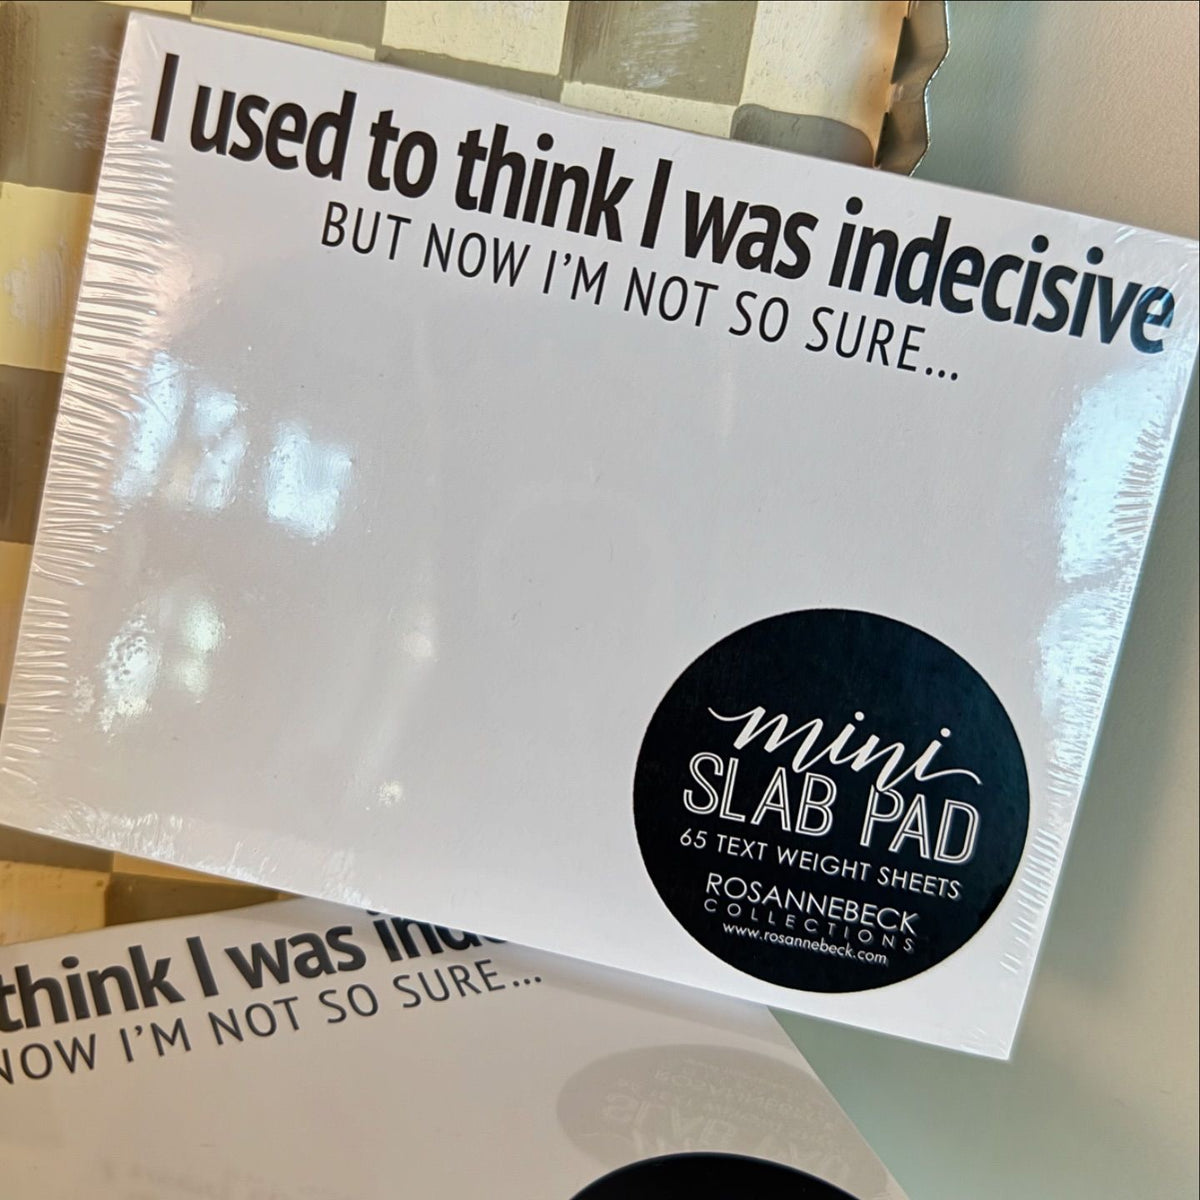 I used to think I was indecisive
BUT NOW I'M NOT SO SURE...
mini
SLAB PAD
65 TEXT WEIGHT SHEETS
ROSANNEBECK
COLLECTIONS
www.rosannebeck.com
think I was
NOW I'M NOT SO SURE...